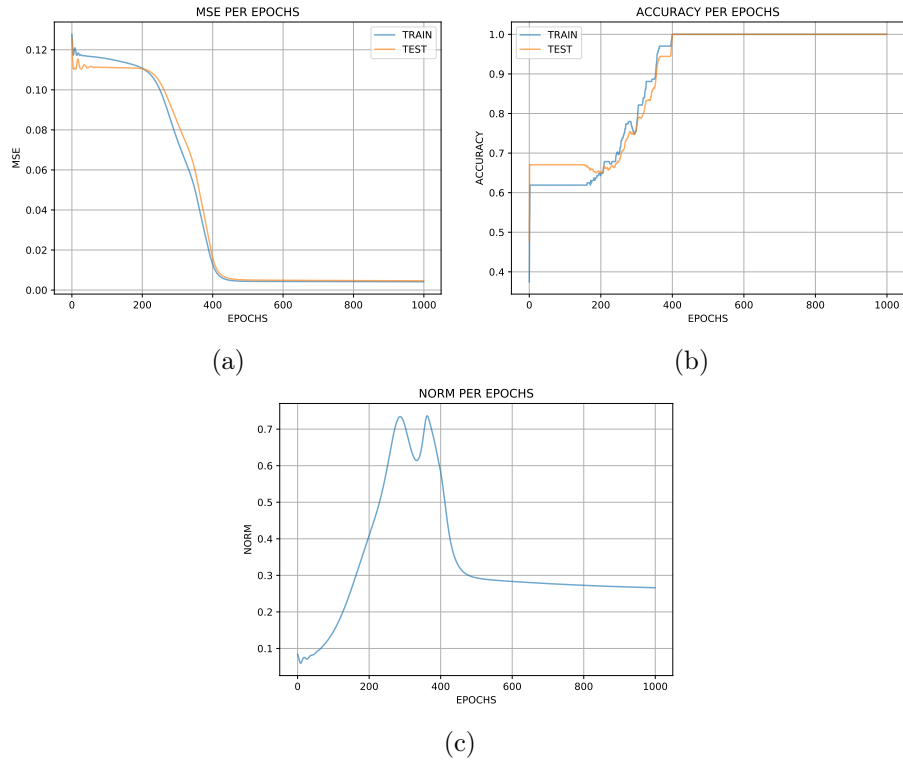 MSE PER EPOCHS
0.12
0.10
0.08
0.06
0.04
0.02
0.00
MSE
0 200 400 600 800 1000
EPOCHS
TRAIN
TEST
(a)
ACCURACY PER EPOCHS
1.0
0.9
0.8
0.7
0.6
0.5
0.4
ACCURACY
0 200 400 600 800 1000
EPOCHS
TRAIN
TEST
(b)
NORM PER EPOCHS
0.7
0.6
0.5
0.4
0.3
0.2
0.1
NORM
0 200 400 600 800 1000
EPOCHS
(c)